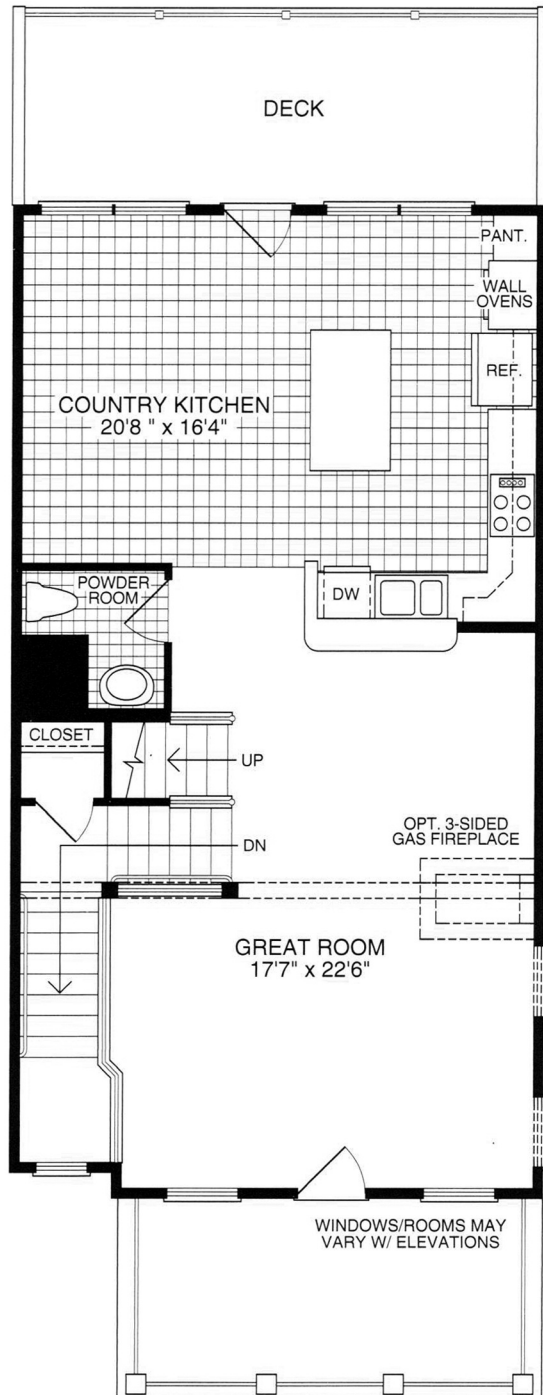 DECK
PANT.
WALL
OVENS
REF.
COUNTRY KITCHEN
20'8 " x 16'4"
POWDER
ROOM
DW
CLOSET
UP
DN
OPT. 3-SIDED
GAS FIREPLACE
GREAT ROOM
17'7" x 22'6"
WINDOWS/ROOMS MAY
VARY W/ ELEVATIONS